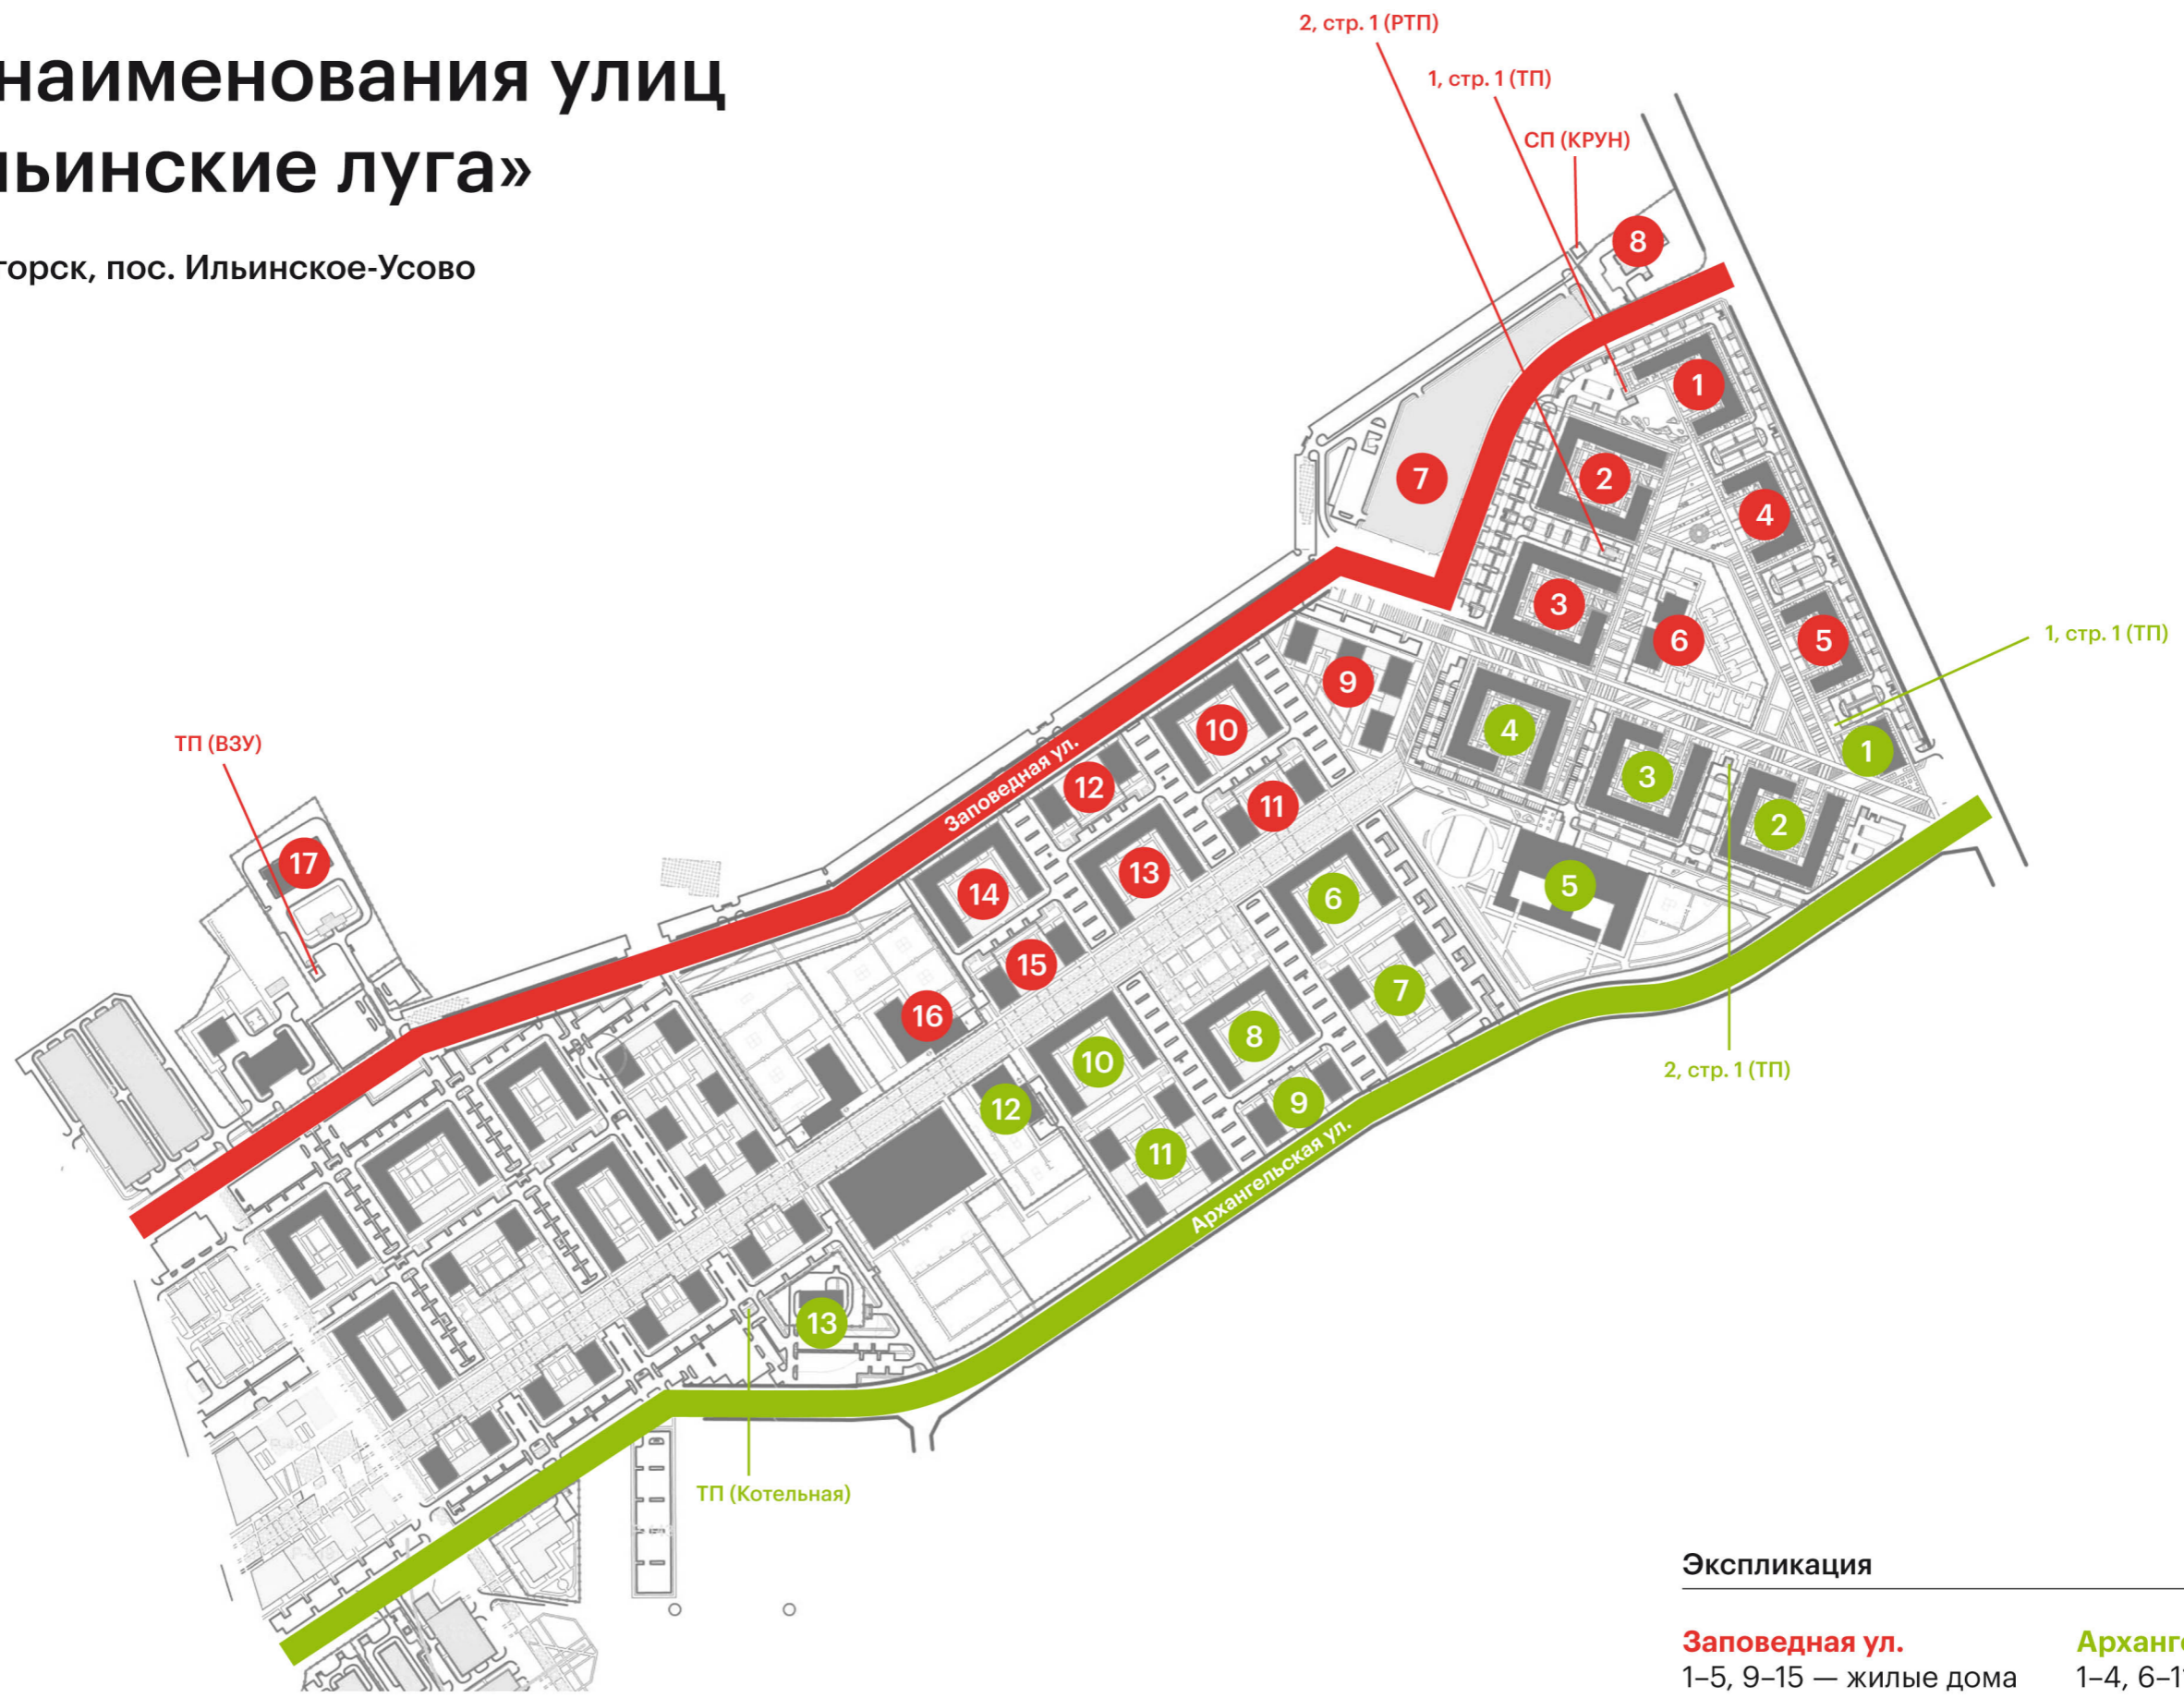 наименования улиц
льинские луга»
горск, пос. Ильинское-Усово
2, стр. 1 (РТП)
1, стр. 1 (ТП)
СП (КРУН)
8
1
2
7
4
3
6
5
1, стр. 1 (ТП)
9
10
4
1
ТП (ВЗУ)
Заповедная ул.
12
11
3
2
17
14
13
6
5
15
7
16
10
8
2, стр. 1 (ТП)
12
9
11
Архангельская ул.
13
ТП (Котельная)
Экспликация
Заповедная ул.
1–5, 9–15 — жилые дома
Арханг
1–4, 6–1